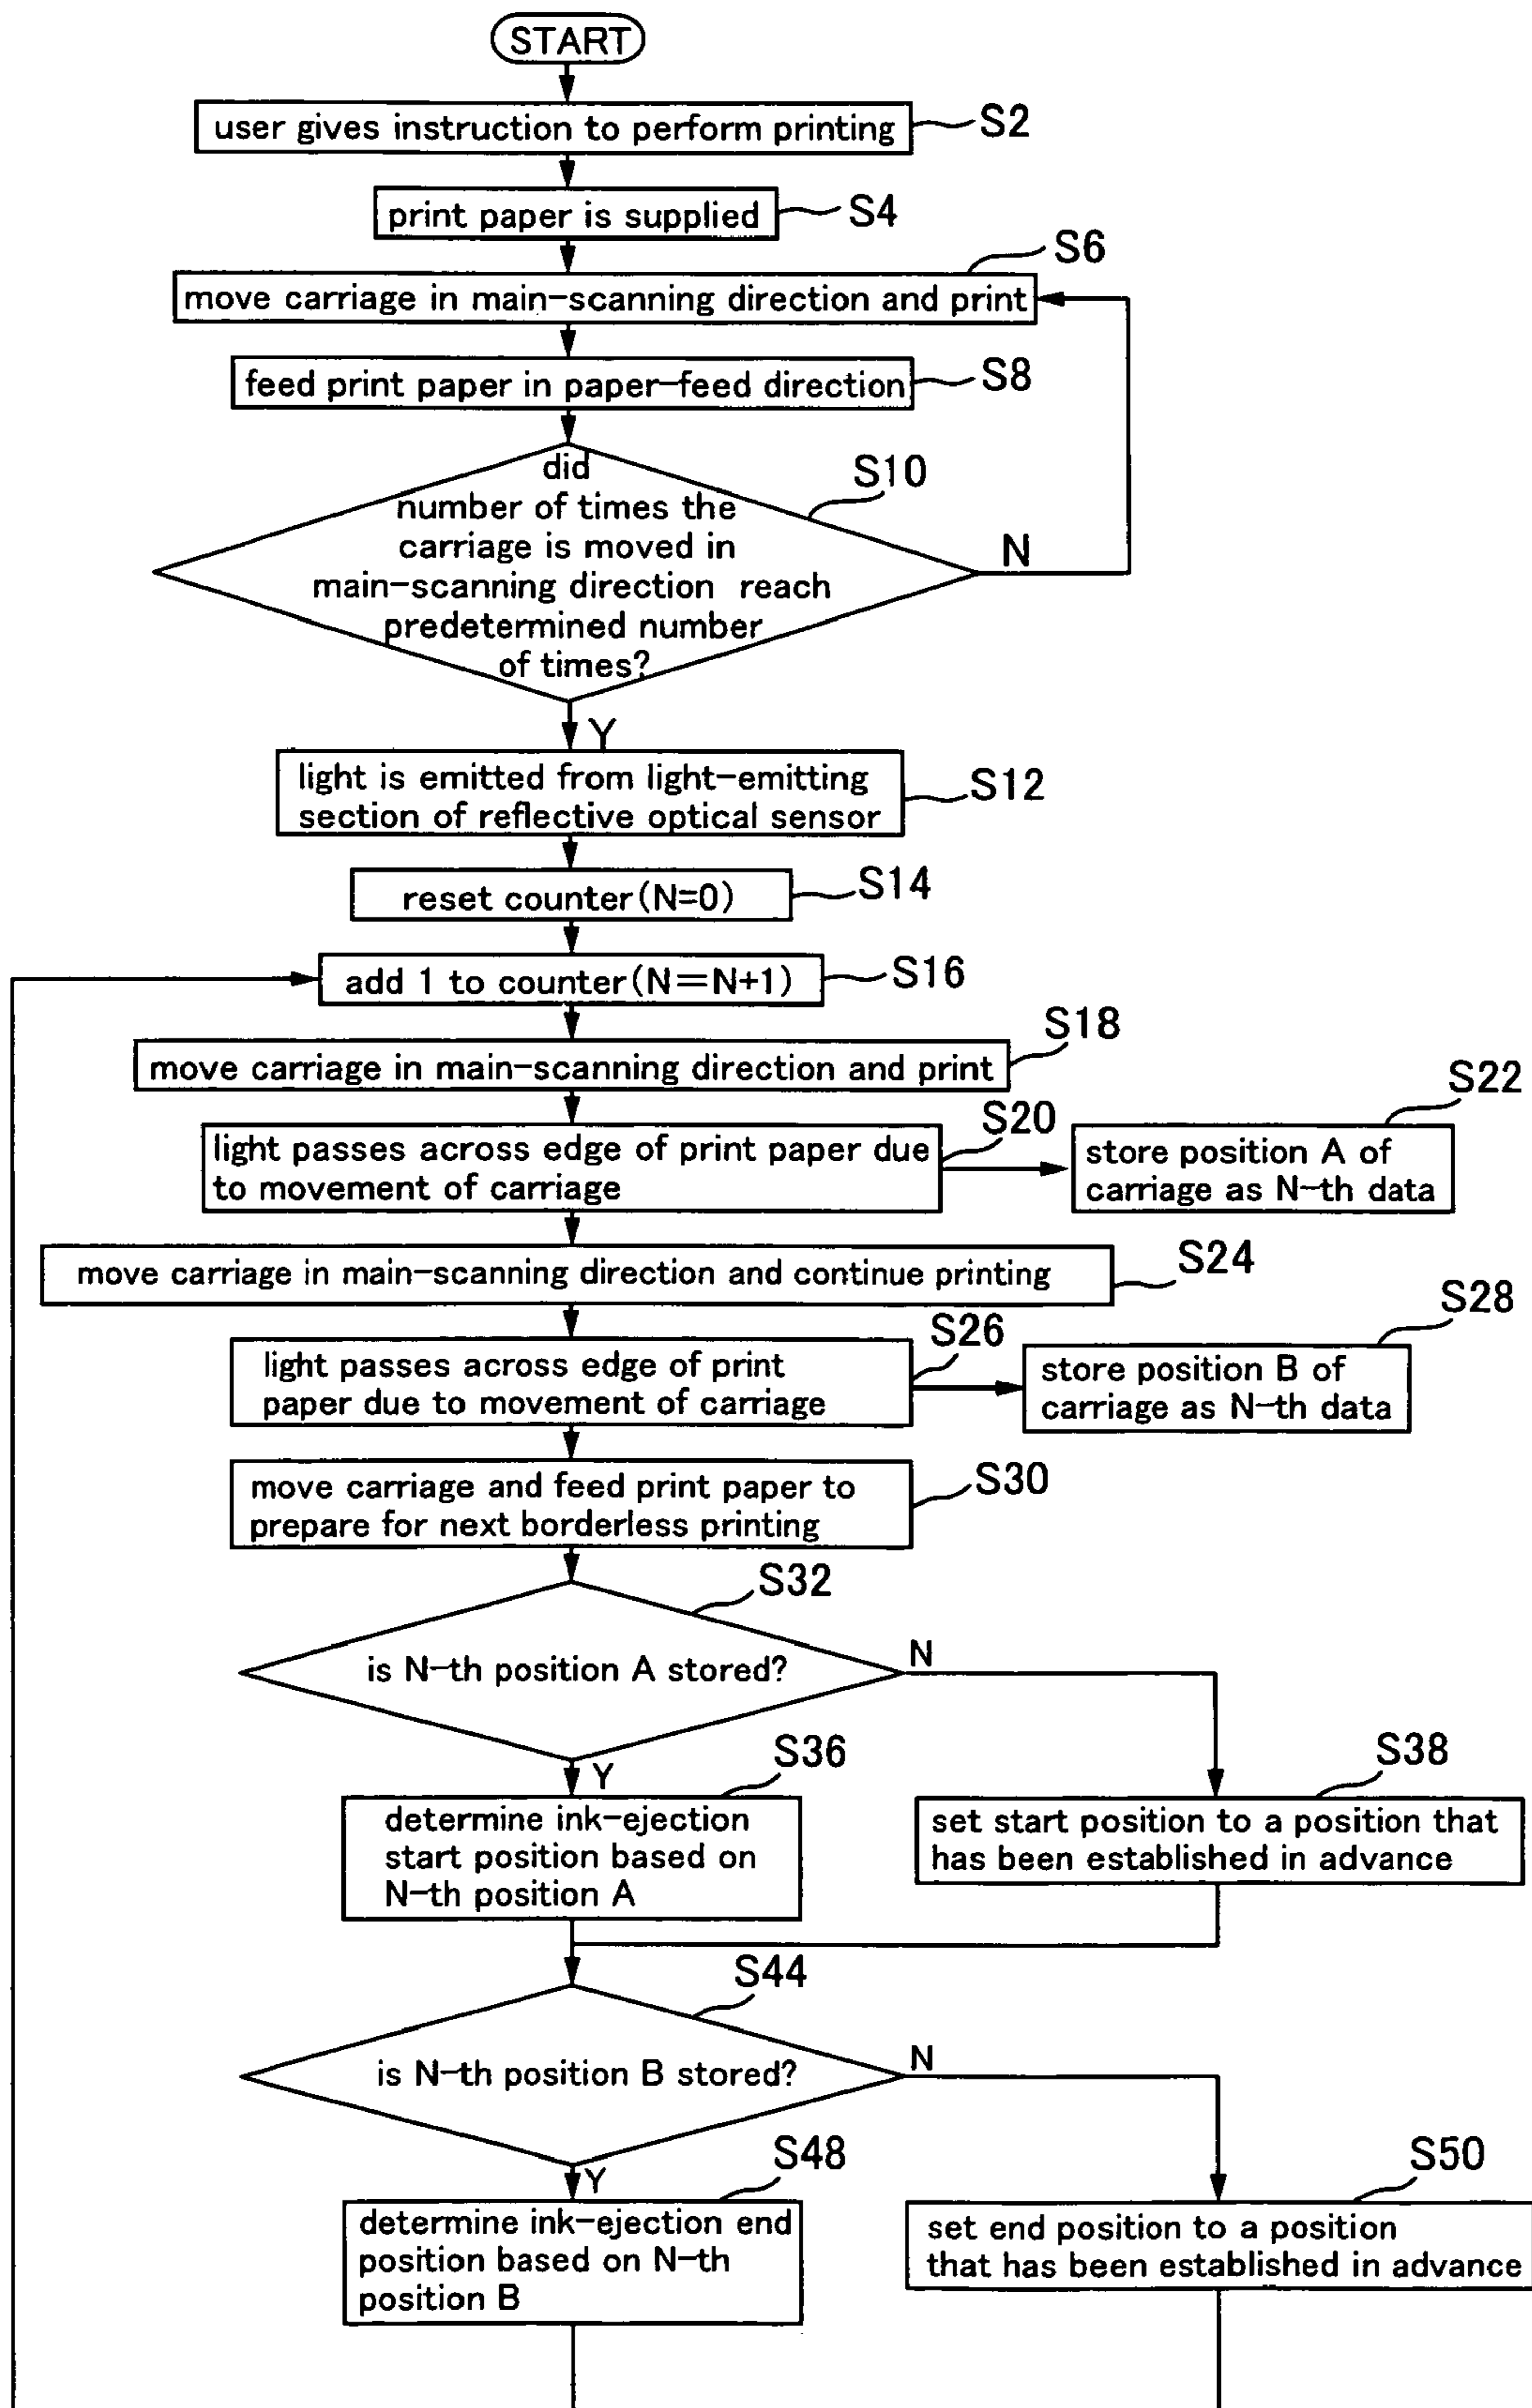 START
user gives instruction to perform printing
S2
print paper is supplied
S4
S6
move carriage in main-scanning direction and print
feed print paper in paper-feed direction
S8
did
number of times the
carriage is moved in
main-scanning direction reach
predetermined number
of times?
S10
N
Y
light is emitted from light-emitting
section of reflective optical sensor
S12
reset counter(N=0)
S14
add 1 to counter(N=N+1)
S16
S18
move carriage in main-scanning direction and print
S20
light passes across edge of print paper due
to movement of carriage
S22
store position A of
carriage as N-th data
move carriage in main-scanning direction and continue printing
S24
S26
light passes across edge of print
paper due to movement of carriage
S28
store position B of
carriage as N-th data
move carriage and feed print paper to
prepare for next borderless printing
S30
S32
is N-th position A stored?
N
Y
S36
determine ink-ejection
start position based on
N-th position A
S38
set start position to a position that
has been established in advance
S44
is N-th position B stored?
N
Y
S48
determine ink-ejection end
position based on N-th
position B
S50
set end position to a position
that has been established in advance